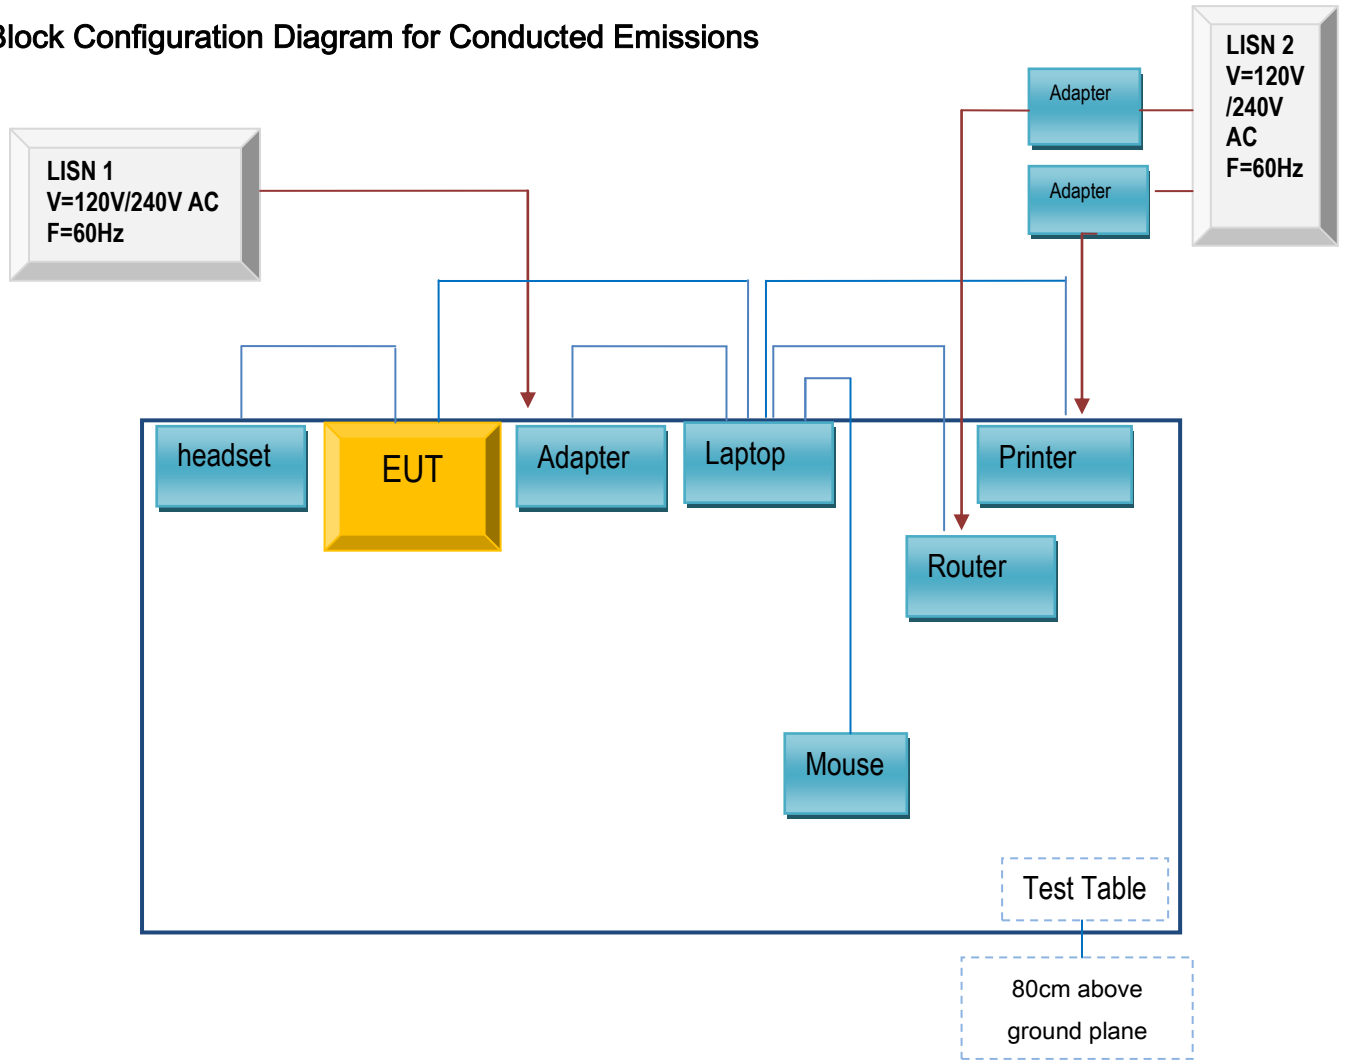 Block Configuration Diagram for Conducted Emissions
LISN 2
V=120V
/240V
AC
F=60Hz
Adapter
Adapter
LISN 1
V=120V/240V AC
F=60Hz
headset
EUT
Adapter
Laptop
Printer
Router
Mouse
Test Table
80cm above
ground plane